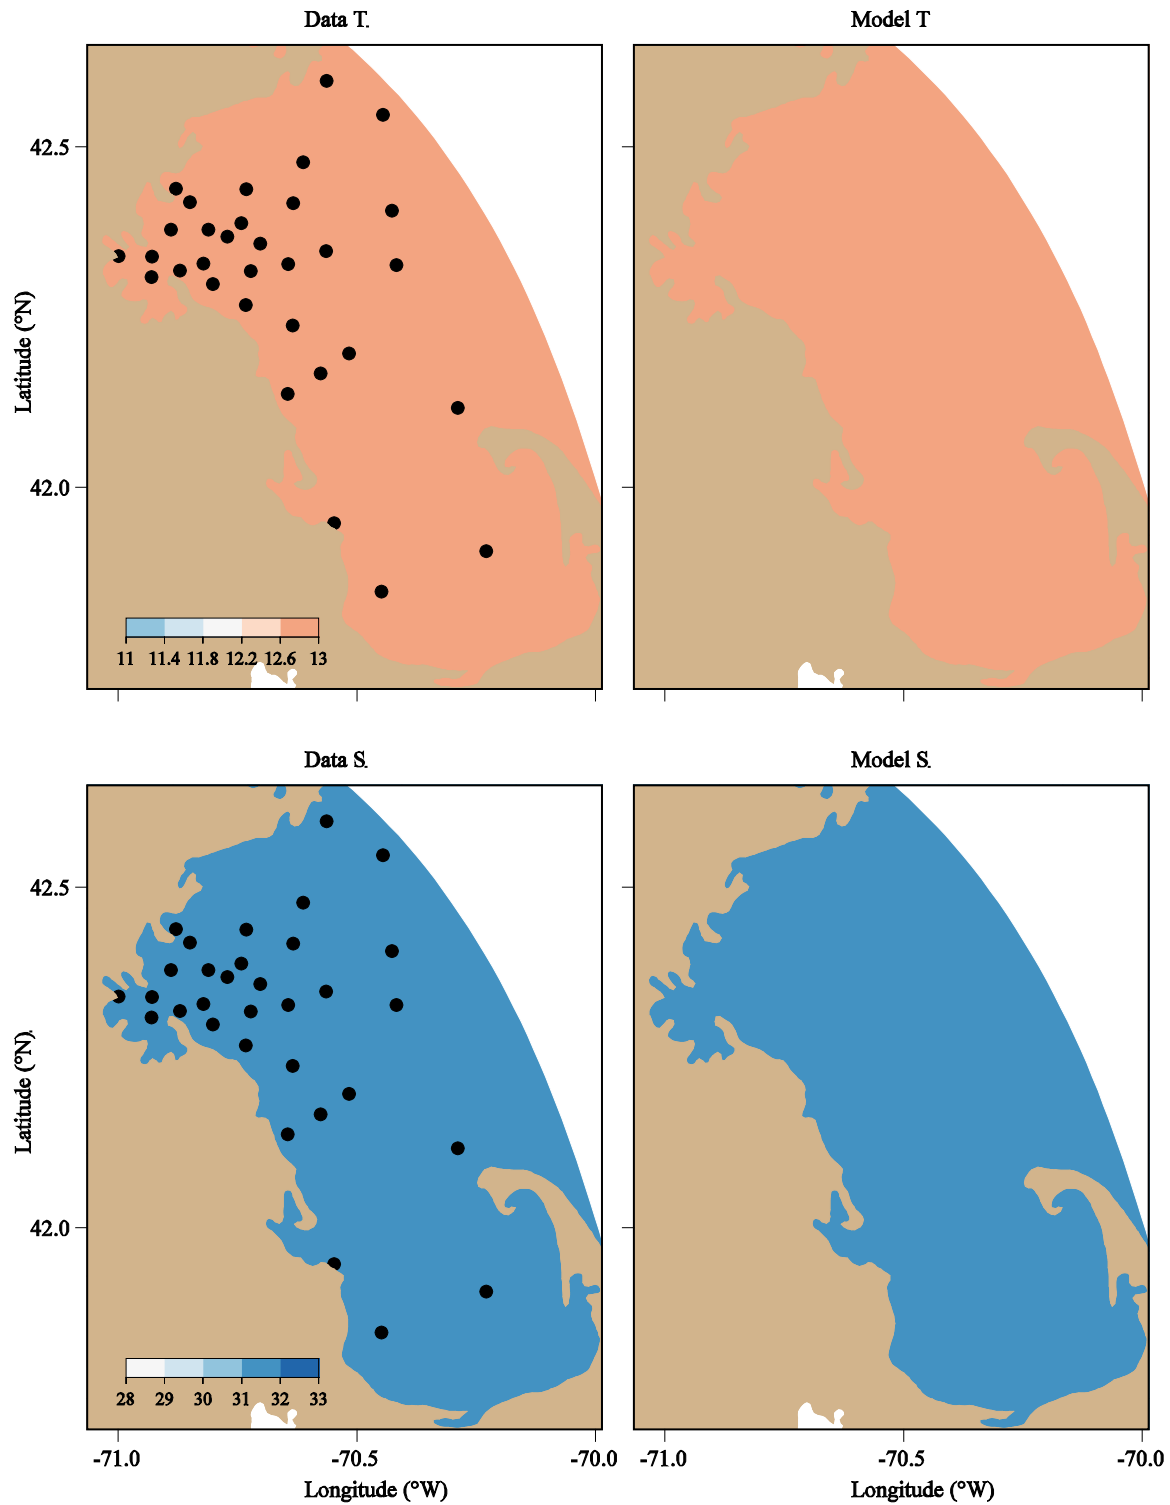 Data T.
Model T
42.5
42.0
Latitude (°N)
11 11.4 11.8 12.2 12.6 13
Data S.
Model S.
42.5
42.0
Latitude (°N).
28 29 30 31 32 33
-71.0 -70.5 -70.0 -71.0 -70.5 -70.0
Longitude (°W)
Longitude (°W)